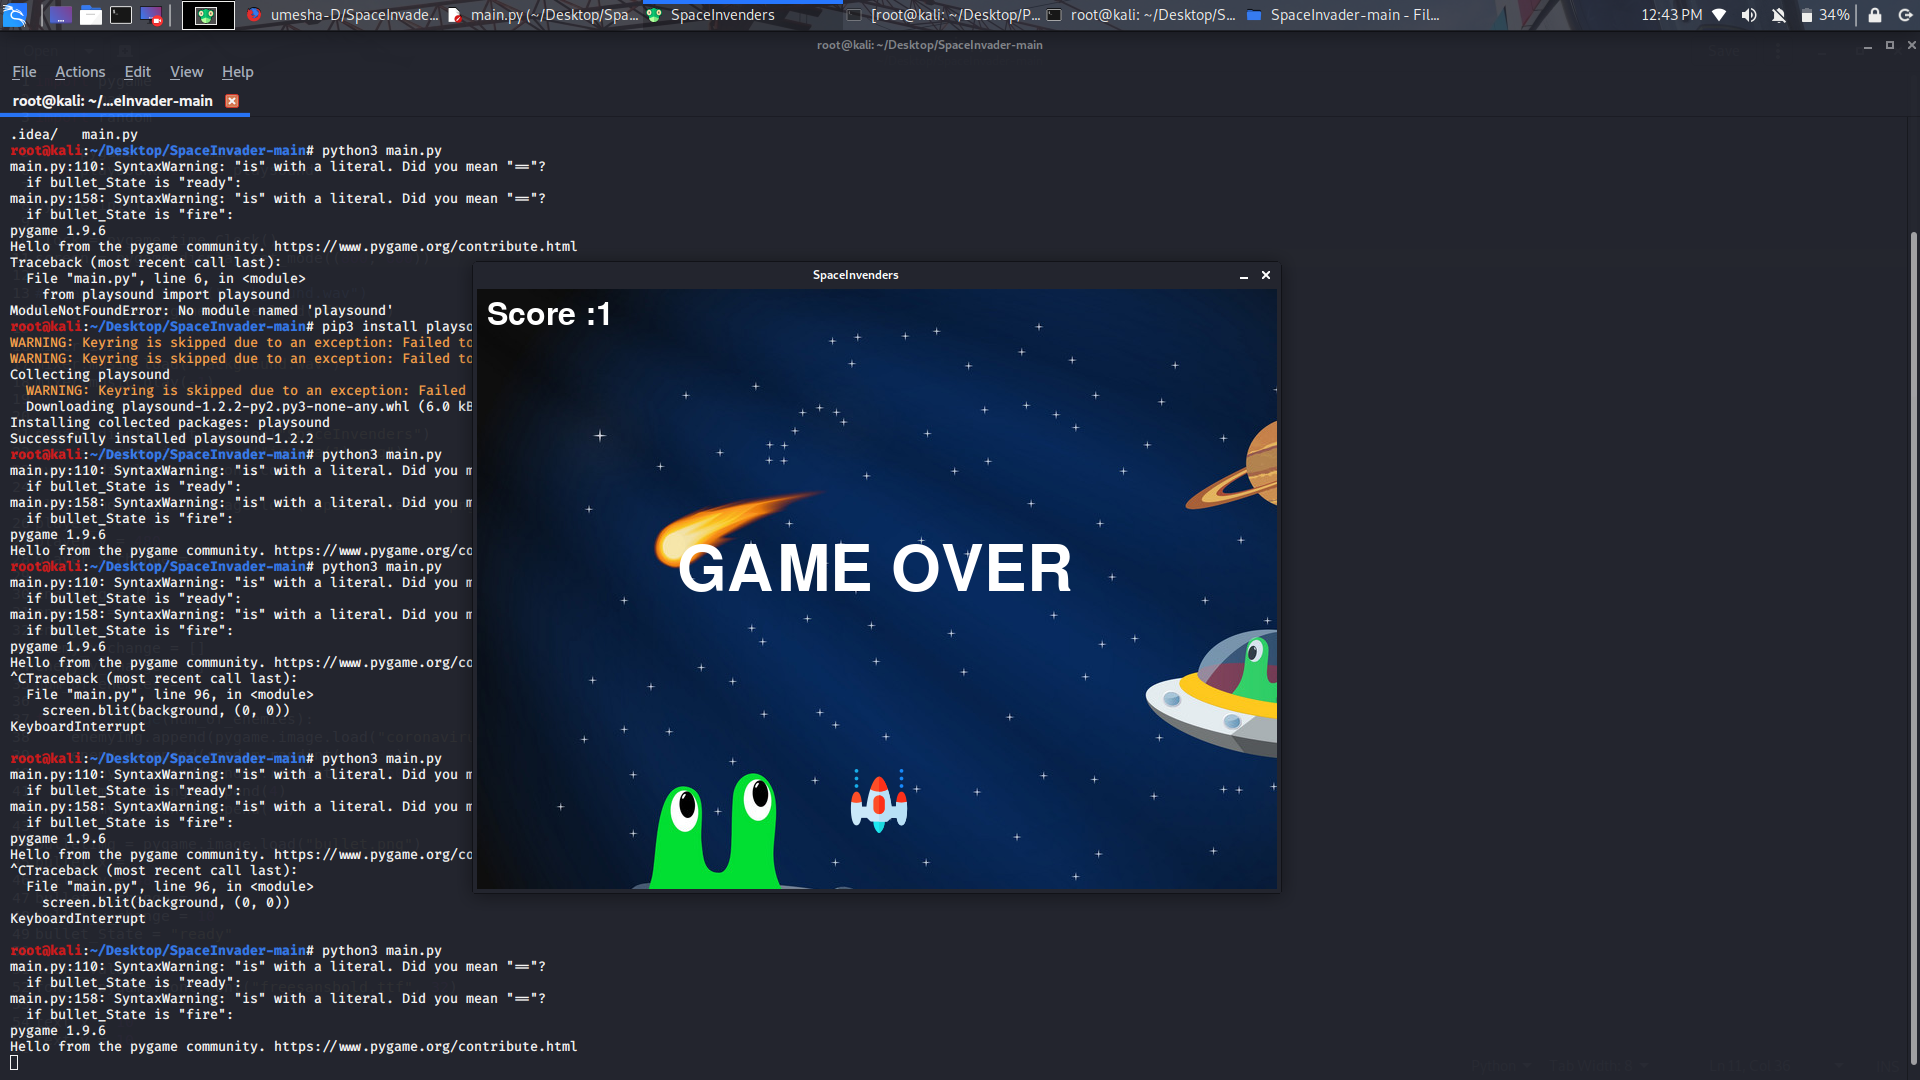 umesha-D/SpaceInvade...
main.py (~/Desktop/Spa...
SpaceInvenders
[root@kali: ~/Desktop/P...
root@kali: ~/Desktop/S...
SpaceInvader-main - Fil...
12:43 PM
34%
root@kali: ~/Desktop/SpaceInvader-main
File Actions Edit View Help
root@kali: ~/...eInvader-main
.idea/   main.py
root@kali:~/Desktop/SpaceInvader-main# python3 main.py
main.py:110: SyntaxWarning: "is" with a literal. Did you mean "=="?
  if bullet_State is "ready":
main.py:158: SyntaxWarning: "is" with a literal. Did you mean "=="?
  if bullet_State is "fire":
pygame 1.9.6
Hello from the pygame community. https://www.pygame.org/contribute.html
Traceback (most recent call last):
  File "main.py", line 6, in <module>
    from playsound import playsound
ModuleNotFoundError: No module named 'playsound'
root@kali:~/Desktop/SpaceInvader-main# pip3 install playso
WARNING: Keyring is skipped due to an exception: Failed to
WARNING: Keyring is skipped due to an exception: Failed to
Collecting playsound
  WARNING: Keyring is skipped due to an exception: Failed
  Downloading playsound-1.2.2-py2.py3-none-any.whl (6.0 kB
Installing collected packages: playsound
Successfully installed playsound-1.2.2
root@kali:~/Desktop/SpaceInvader-main# python3 main.py
main.py:110: SyntaxWarning: "is" with a literal. Did you m
  if bullet_State is "ready":
main.py:158: SyntaxWarning: "is" with a literal. Did you m
  if bullet_State is "fire":
pygame 1.9.6
Hello from the pygame community. https://www.pygame.org/co
root@kali:~/Desktop/SpaceInvader-main# python3 main.py
main.py:110: SyntaxWarning: "is" with a literal. Did you m
  if bullet_State is "ready":
main.py:158: SyntaxWarning: "is" with a literal. Did you m
  if bullet_State is "fire":
pygame 1.9.6
Hello from the pygame community. https://www.pygame.org/co
^CTraceback (most recent call last):
  File "main.py", line 96, in <module>
    screen.blit(background, (0, 0))
KeyboardInterrupt
root@kali:~/Desktop/SpaceInvader-main# python3 main.py
main.py:110: SyntaxWarning: "is" with a literal. Did you m
  if bullet_State is "ready":
main.py:158: SyntaxWarning: "is" with a literal. Did you m
  if bullet_State is "fire":
pygame 1.9.6
Hello from the pygame community. https://www.pygame.org/co
^CTraceback (most recent call last):
  File "main.py", line 96, in <module>
    screen.blit(background, (0, 0))
KeyboardInterrupt
root@kali:~/Desktop/SpaceInvader-main# python3 main.py
main.py:110: SyntaxWarning: "is" with a literal. Did you mean "=="?
  if bullet_State is "ready":
main.py:158: SyntaxWarning: "is" with a literal. Did you mean "=="?
  if bullet_State is "fire":
pygame 1.9.6
Hello from the pygame community. https://www.pygame.org/contribute.html
SpaceInvenders
Score :1
GAME OVER